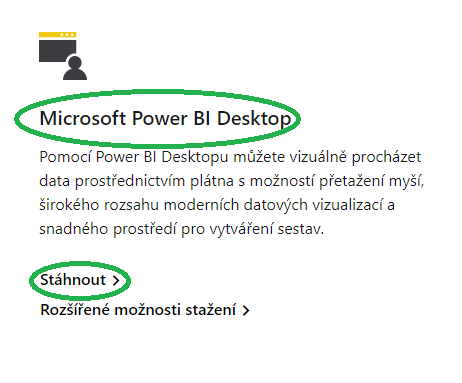 Microsoft Power BI Desktop
Pomocí Power BI Desktopu můžete vizuálně procházet
data prostřednictvím plátna s možností přetažení myší,
širokého rozsahu moderních datových vizualizací a
snadného prostředí pro vytváření sestav.
Stáhnout >
Rozšířené možnosti stažení >